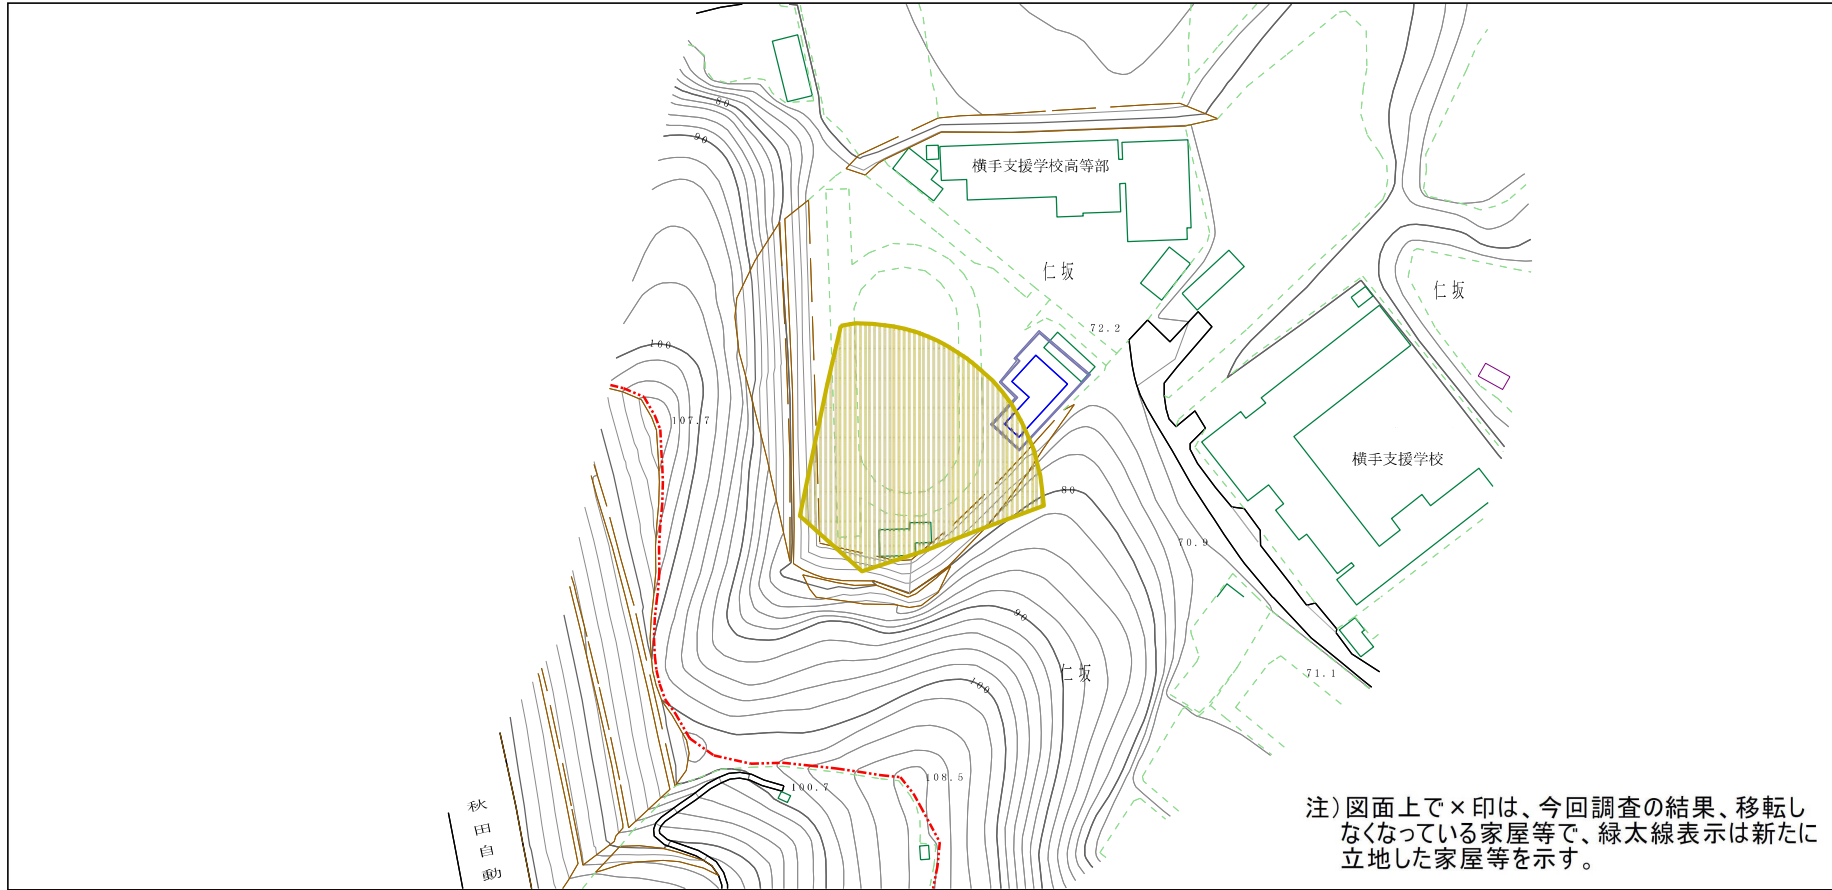 80
90
横手支援学校高等部
仁坂
仁坂
72.2
100
107.7
横手支援学校
80
70.9
90
仁坂
71.1
100
108.5
100.7
秋田自動
注)図面上で×印は、今回調査の結果、移転し
なくなっている家屋等で、緑太線表示は新たに
立地した家屋等を示す。